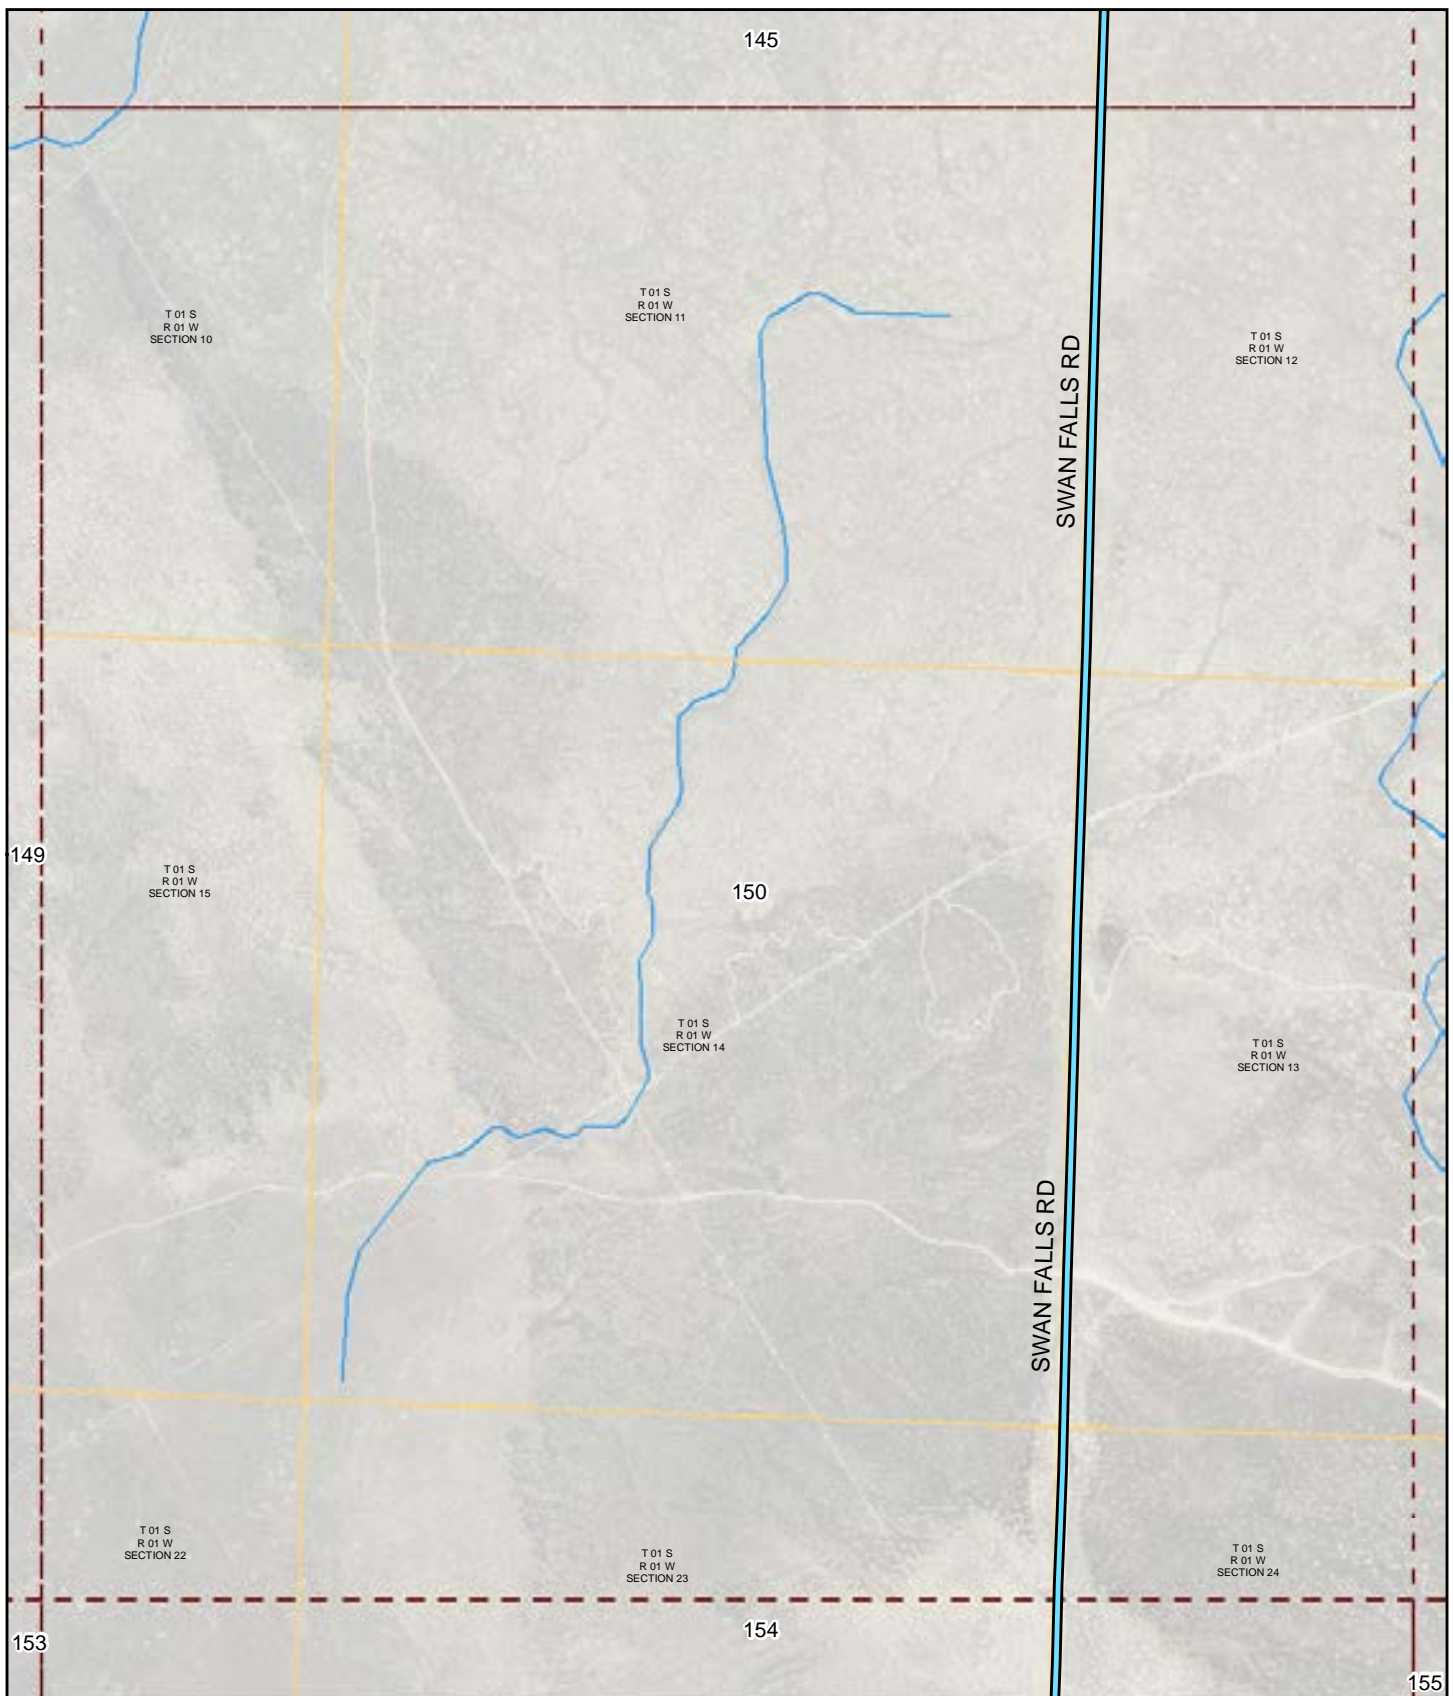 145
T 01 S
R 01 W
SECTION 10
T 01 S
R 01 W
SECTION 11
T 01 S
R 01 W
SECTION 12
SWAN FALLS RD
149
T 01 S
R 01 W
SECTION 15
150
T 01 S
R 01 W
SECTION 14
T 01 S
R 01 W
SECTION 13
SWAN FALLS RD
T 01 S
R 01 W
SECTION 22
T 01 S
R 01 W
SECTION 23
T 01 S
R 01 W
SECTION 24
153
154
155